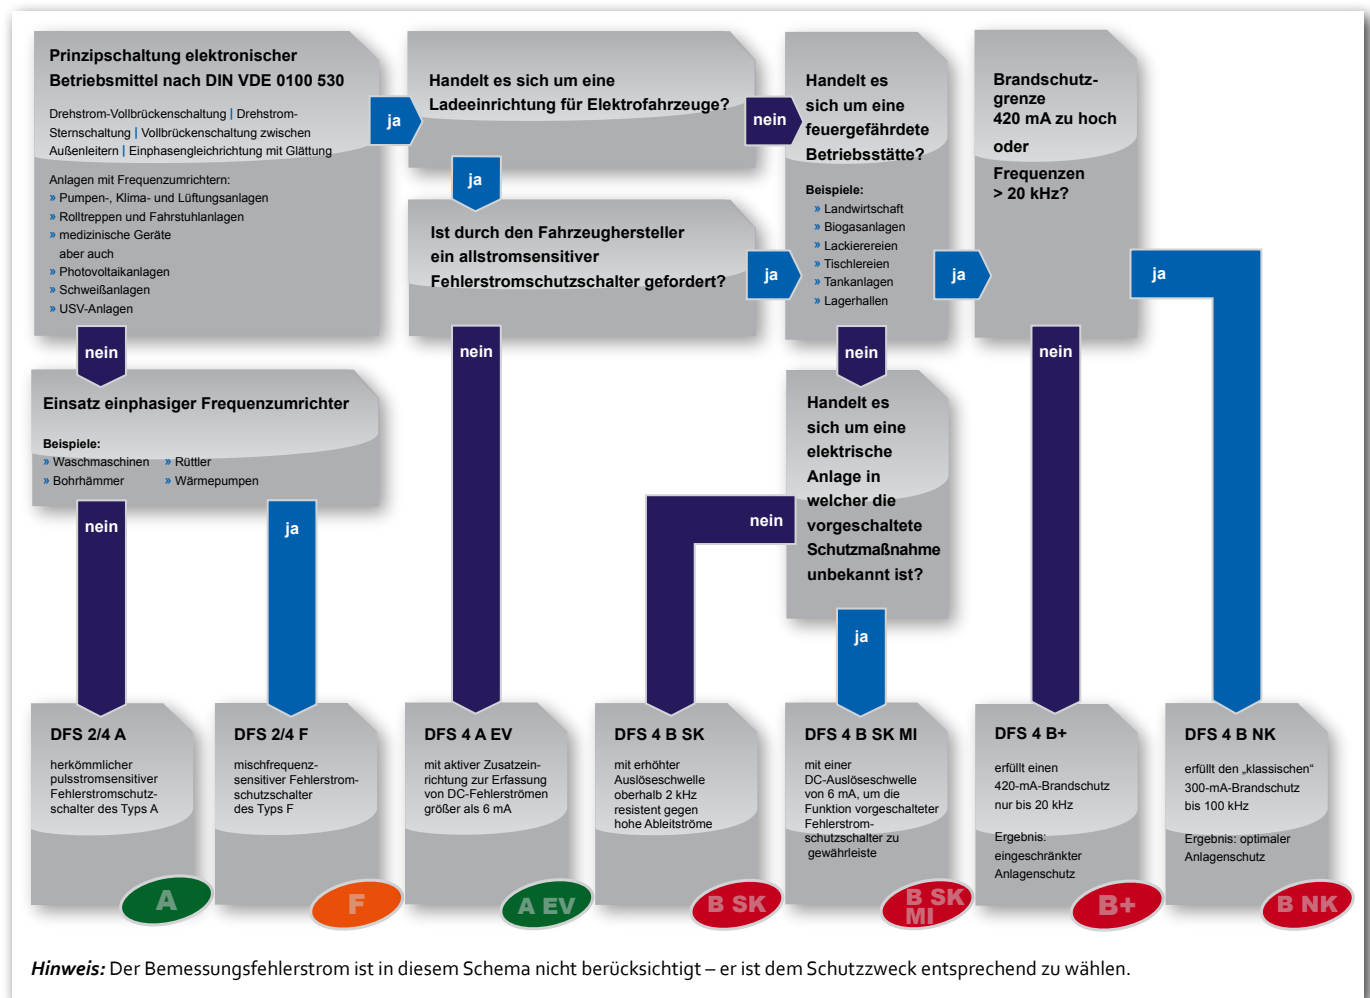 Prinzipschaltung elektronischer
Betriebsmittel nach DIN VDE 0100 530
Drehstrom-Vollbrückenschaltung | Drehstrom-
Sternschaltung | Vollbrückenschaltung zwischen
Außenleitern | Einphasengleichrichtung mit Glättung
Anlagen mit Frequenzumrichtern:
» Pumpen-, Klima- und Lüftungsanlagen
» Rolltreppen und Fahrstuhlanlagen
» medizinische Geräte
aber auch
» Photovoltaikanlagen
» Schweißanlagen
» USV-Anlagen
ja
nein
Handelt es sich um eine
Ladeeinrichtung für Elektrofahrzeuge?
nein
ja
Ist durch den Fahrzeughersteller
ein allstromsensitiver
Fehlerstromschutzschalter gefordert?
ja
nein
Handelt es
sich um eine
feuergefährdete
Betriebsstätte?
Beispiele:
» Landwirtschaft
» Biogasanlagen
» Lackierereien
» Tischlereien
» Tankanlagen
» Lagerhallen
ja
nein
Brandschutz-
grenze
420 mA zu hoch
oder
Frequenzen
> 20 kHz?
ja
nein
Einsatz einphasiger Frequenzumrichter
Beispiele:
» Waschmaschinen » Rüttler
» Bohrhämmer » Wärmepumpen
nein
ja
Handelt es
sich um eine
elektrische
Anlage in
welcher die
vorgeschaltete
Schutzmaßnahme
unbekannt ist?
nein
ja
DFS 2/4 A
herkömmlicher
pulsstromsensitiver
Fehlerstromschutz-
schalter des Typs A
A
DFS 2/4 F
mischfrequenz-
sensitiver Fehlerstrom-
schutzschalter
des Typs F
F
DFS 4 A EV
mit aktiver Zusatzein-
richtung zur Erfassung
von DC-Fehlerströmen
größer als 6 mA
A EV
DFS 4 B SK
mit erhöhter
Auslöseschwelle
oberhalb 2 kHz
resistent gegen
hohe Ableitströme
B SK
DFS 4 B SK MI
mit einer
DC-Auslöseschwelle
von 6 mA, um die
Funktion vorgeschalteter
Fehlerstrom-
schutzschalter zu
gewährleiste
B SK
MI
DFS 4 B+
erfüllt einen
420-mA-Brandschutz
nur bis 20 kHz
Ergebnis:
eingeschränkter
Anlagenschutz
B+
DFS 4 B NK
erfüllt den „klassischen“
300-mA-Brandschutz
bis 100 kHz
Ergebnis: optimaler
Anlagenschutz
B NK
Hinweis: Der Bemessungsfehlerstrom ist in diesem Schema nicht berücksichtigt – er ist dem Schutzzweck entsprechend zu wählen.